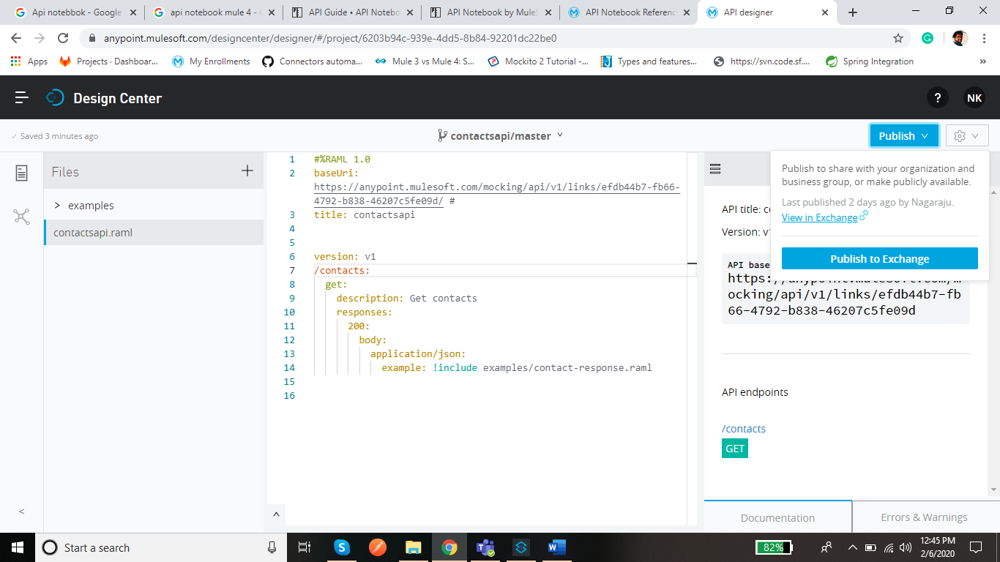 Api notebbok - Google
api notebook mule 4 -
API Guide • API Notebo
API Notebook by MuleS
API Notebook Referenc
API designer
anypoint.mulesoft.com/designcenter/designer/#/project/6203b94c-939e-4dd5-8b84-92201dc22be0
Apps
Projects · Dashboar...
My Enrollments
Connectors automa...
Mule 3 vs Mule 4: S...
Mockito 2 Tutorial -...
Types and features...
https://svn.code.sf....
Spring Integration
»
Design Center
?
NK
✓ Saved 3 minutes ago
contactsapi/master
Publish
Files
+
> examples
contactsapi.raml
<
1 #%RAML 1.0
2 baseUri:
https://anypoint.mulesoft.com/mocking/api/v1/links/efdb44b7-fb66-
4792-b838-46207c5fe09d/ #
3 title: contactsapi
4
5
6 version: v1
7 /contacts:
8 get:
9 description: Get contacts
10 responses:
11 200:
12 body:
13 application/json:
14 example: !include examples/contact-response.raml
15
16
Publish to share with your organization and
business group, or make publicly available.
Last published 2 days ago by Nagaraju.
View in Exchange
Publish to Exchange
API title: c
Version: v1
API base
https://anypoint.mulesoft.com/m
ocking/api/v1/links/efdb44b7-fb
66-4792-b838-46207c5fe09d
API endpoints
/contacts
GET
Documentation
Errors & Warnings
Start a search
82%
12:45 PM
2/6/2020